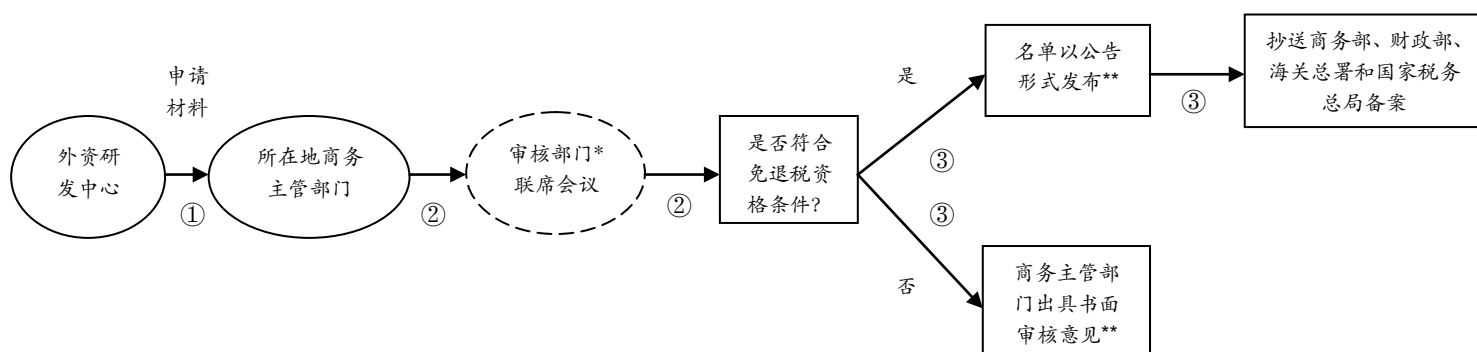 申请
材料
外资研
发中心
①
所在地商务
主管部门
②
审核部门*
联席会议
②
是否符合
免退税资
格条件?
是
③
名单以公告
形式发布**
③
抄送商务部、财政部、
海关总署和国家税务
总局备案
③
否
商务主管部
门出具书面
审核意见**